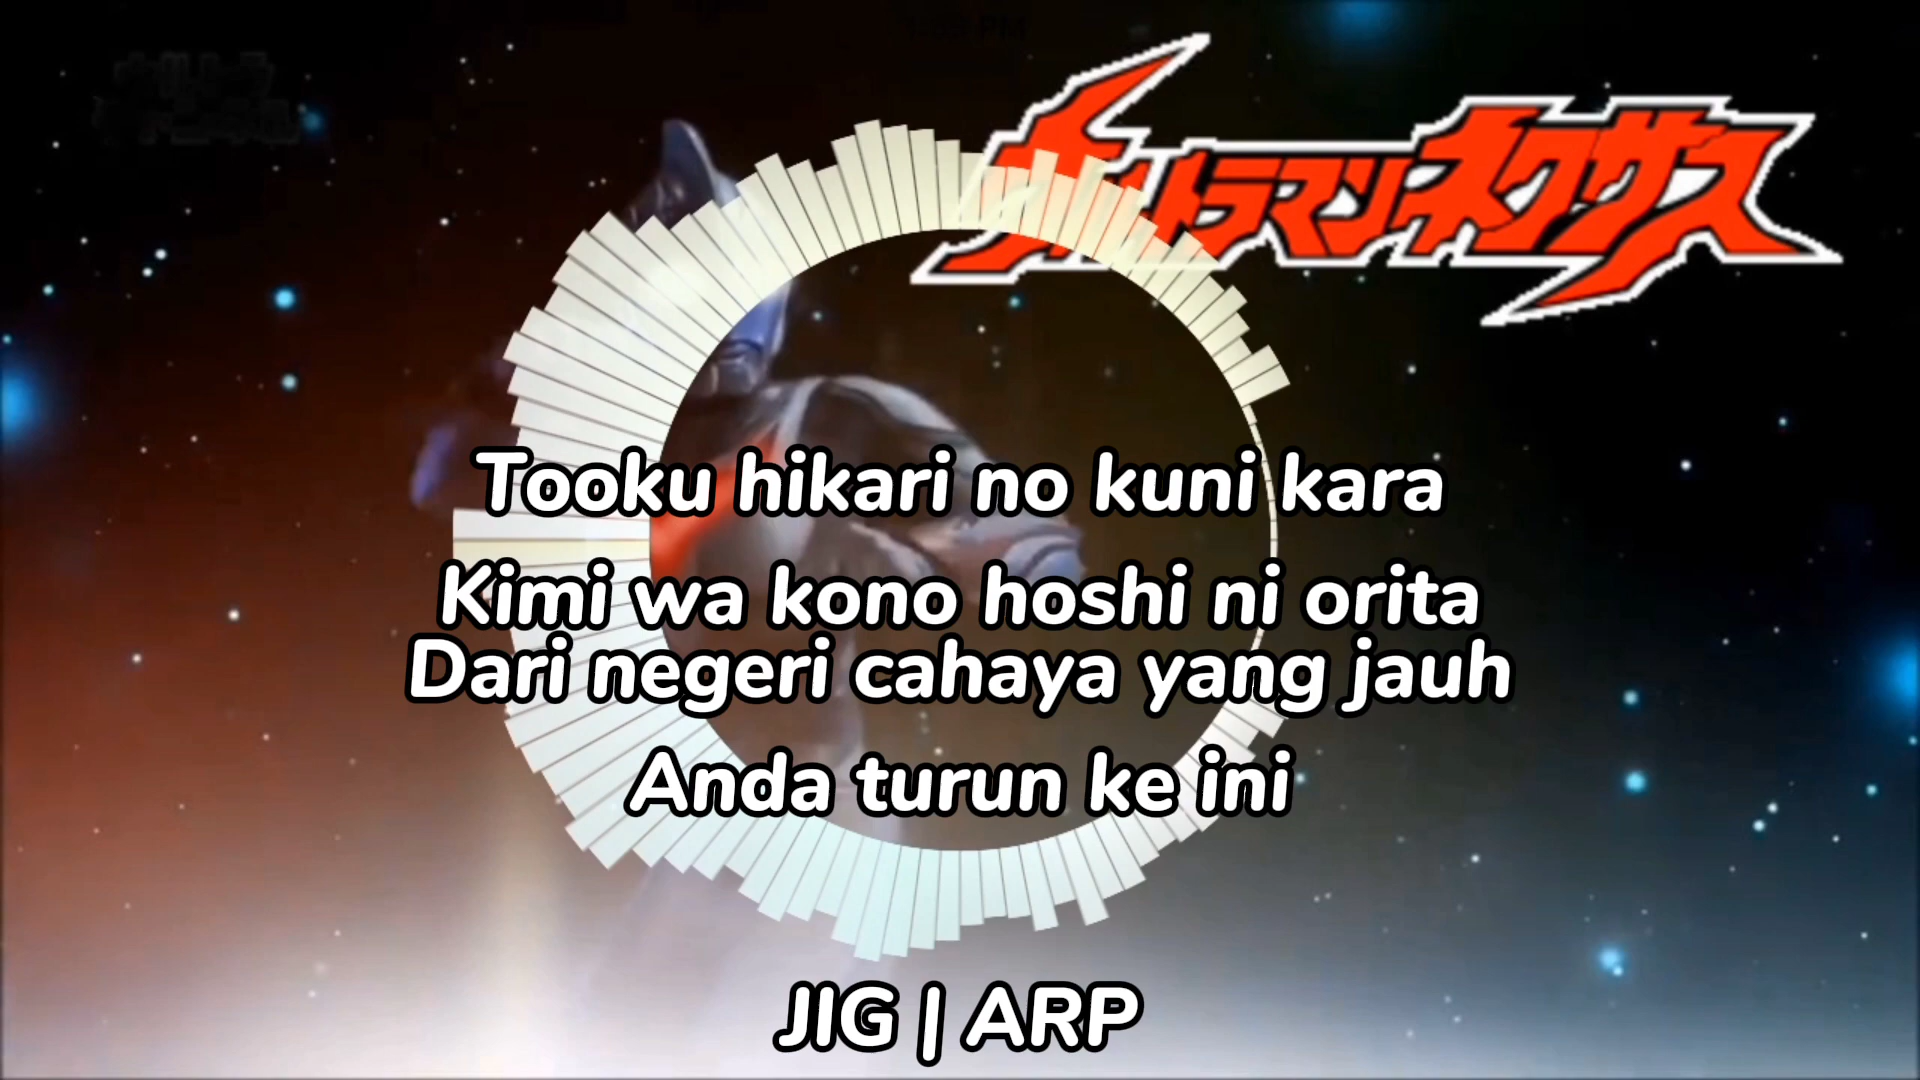 ウルトラマンネクサス
Tooku hikari no kuni kara
Kimi wa kono hoshi ni orita
Dari negeri cahaya yang jauh
Anda turun ke ini
JIG | ARP